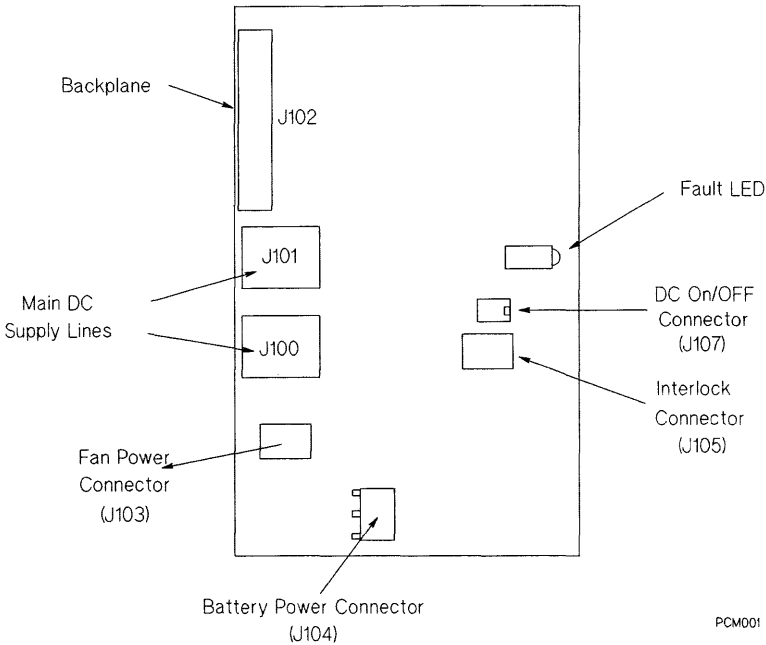 Backplane
J102
Fault LED
J101
Main DC
Supply Lines
J100
DC On/OFF
Connector
(J107)
Interlock
Connector
(J105)
Fan Power
Connector
(J103)
Battery Power Connector
(J104)
PCM001